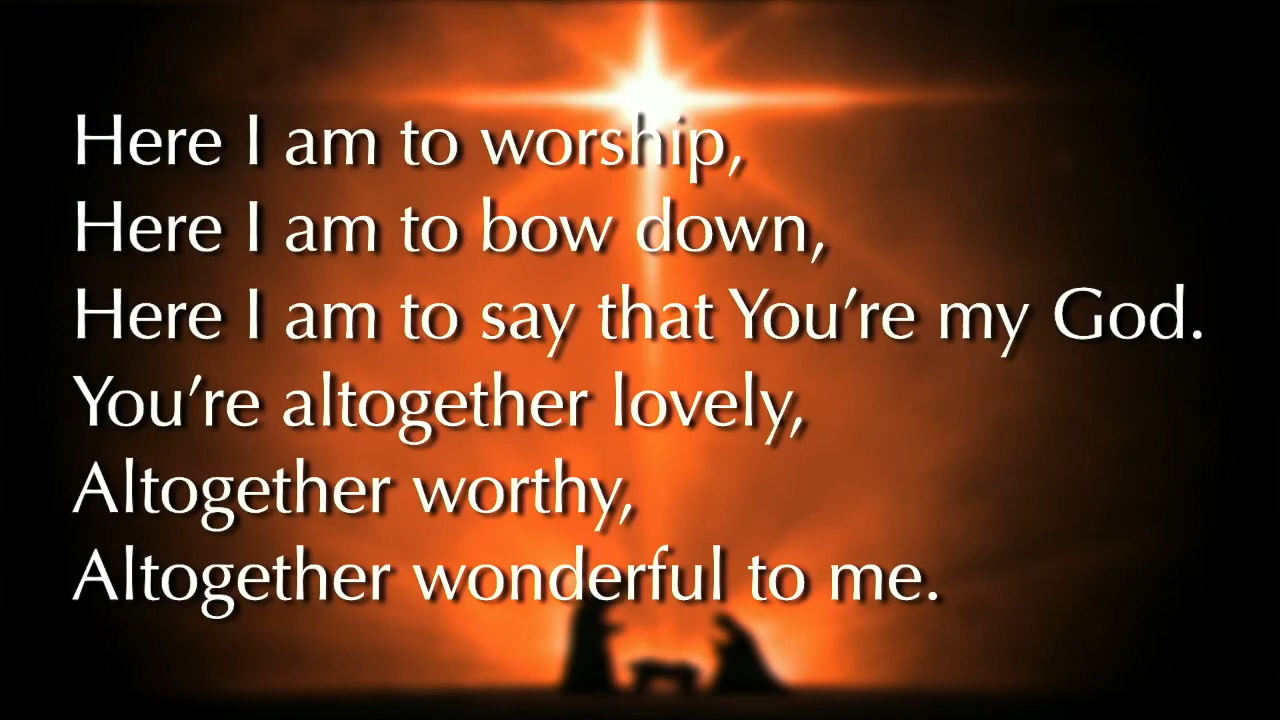 Here I am to worship,
Here I am to bow down,
Here I am to say that You’re my God.
You’re altogether lovely,
Altogether worthy,
Altogether wonderful to me.